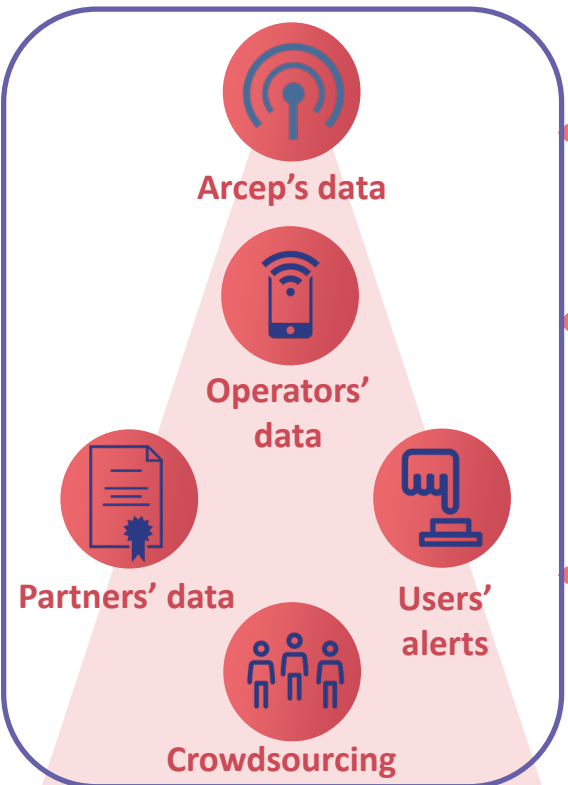 Arcep's data
Operators'
data
Partners' data
Users'
alerts
Crowdsourcing